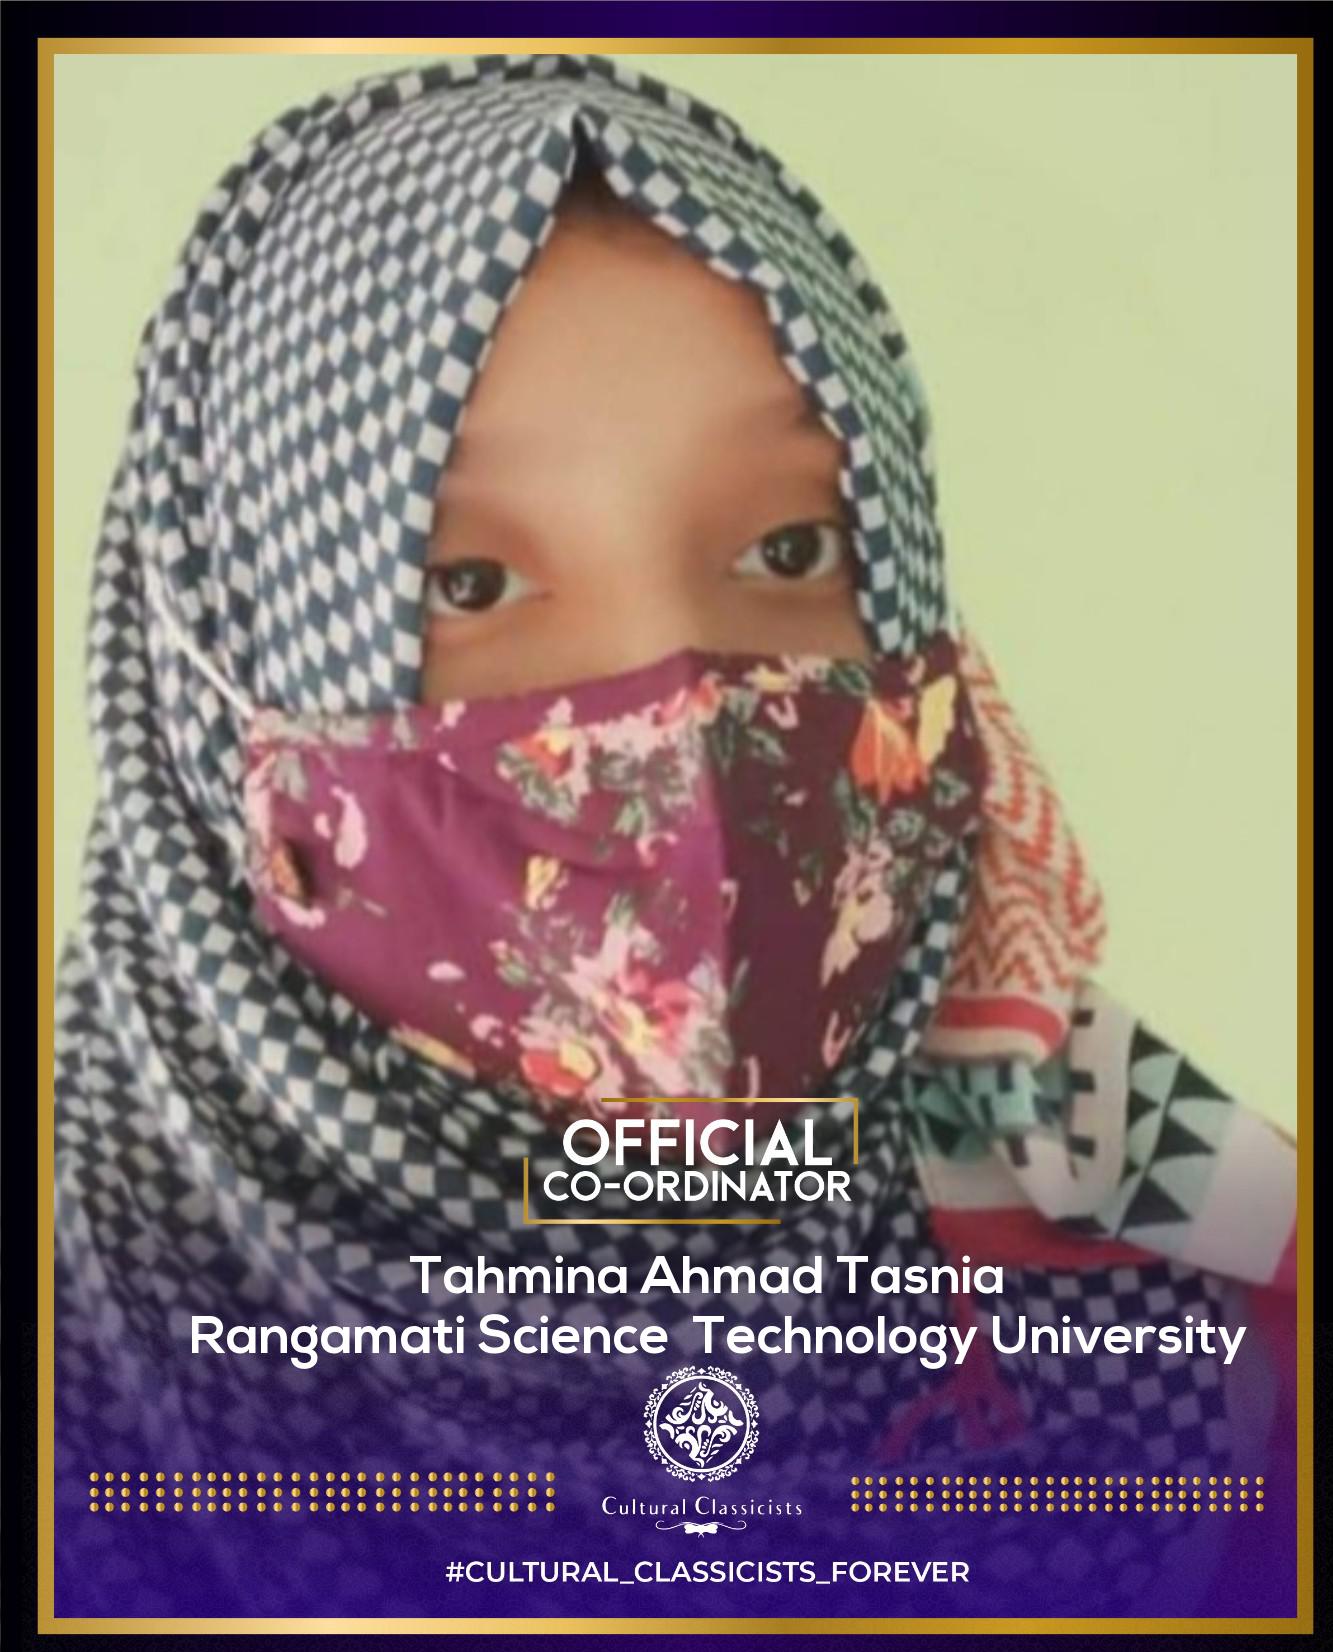 OFFICIAL
CO-ORDINATOR
Tahmina Ahmad Tasnia
Rangamati Science Technology University
Cultural Classicists
#CULTURAL_CLASSICISTS_FOREVER